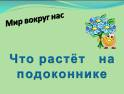 Мир вокруг нас
Что растёт на
подоконнике